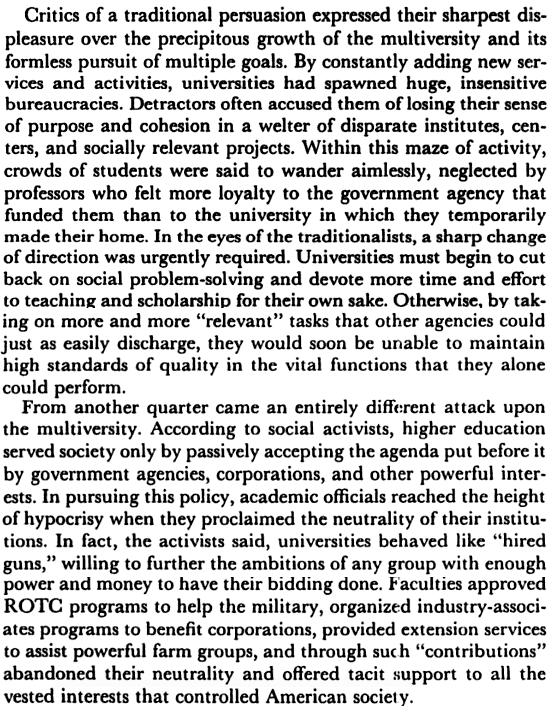 Critics of a traditional persuasion expressed their sharpest dis-
pleasure over the precipitous growth of the multiversity and its
formless pursuit of multiple goals. By constantly adding new ser-
vices and activities, universities had spawned huge, insensitive
bureaucracies. Detractors often accused them of losing their sense
of purpose and cohesion in a welter of disparate institutes, cen-
ters, and socially relevant projects. Within this maze of activity,
crowds of students were said to wander aimlessly, neglected by
professors who felt more loyalty to the government agency that
funded them than to the university in which they temporarily
made their home. In the eyes of the traditionalists, a sharp change
of direction was urgently required. Universities must begin to cut
back on social problem-solving and devote more time and effort
to teaching and scholarship for their own sake. Otherwise, by tak-
ing on more and more “relevant” tasks that other agencies could
just as easily discharge, they would soon be unable to maintain
high standards of quality in the vital functions that they alone
could perform.
From another quarter came an entirely different attack upon
the multiversity. According to social activists, higher education
served society only by passively accepting the agenda put before it
by government agencies, corporations, and other powerful inter-
ests. In pursuing this policy, academic officials reached the height
of hypocrisy when they proclaimed the neutrality of their institu-
tions. In fact, the activists said, universities behaved like “hired
guns,” willing to further the ambitions of any group with enough
power and money to have their bidding done. Faculties approved
ROTC programs to help the military, organized industry-associ-
ates programs to benefit corporations, provided extension services
to assist powerful farm groups, and through such “contributions”
abandoned their neutrality and offered tacit support to all the
vested interests that controlled American society.